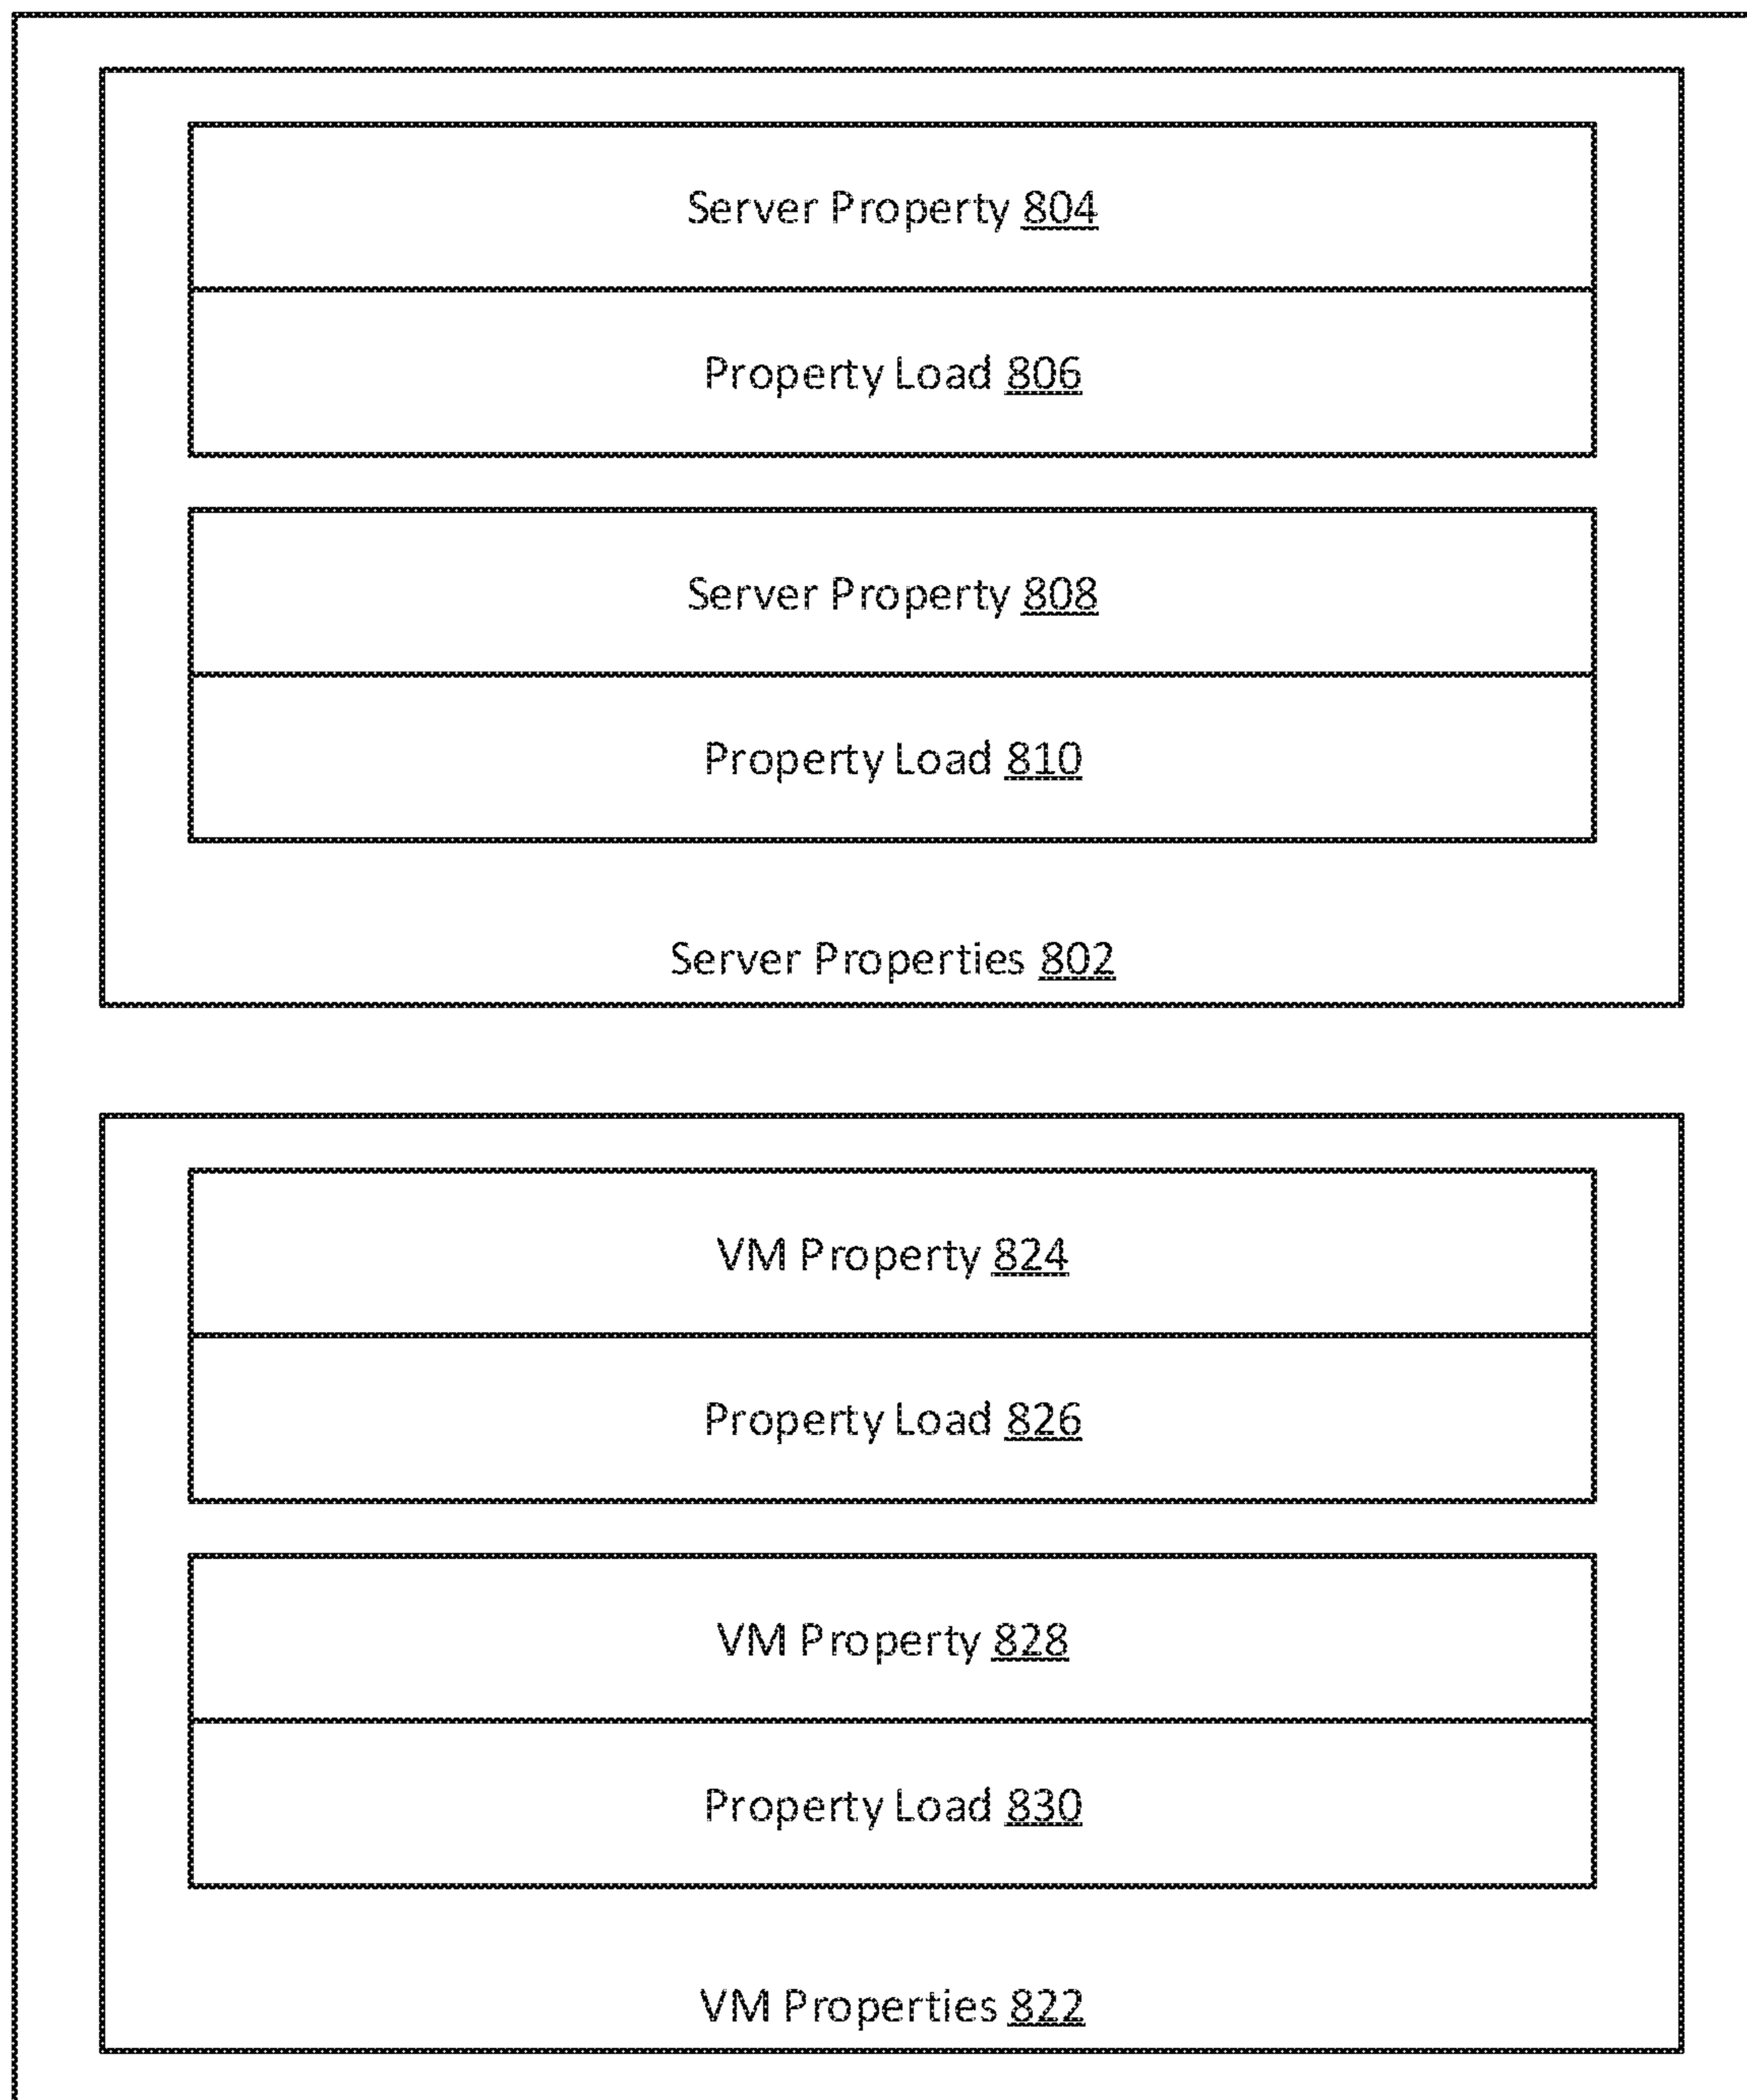 Server Property 804
Property Load 806
Server Property 808
Property Load 810
Server Properties 802
VM Property 824
Property Load 826
VM Property 828
Property Load 830
VM Properties 822